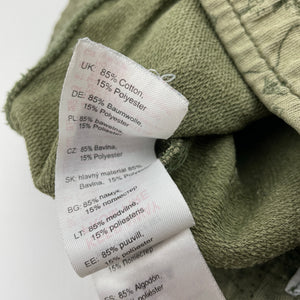 UK: 85% Cotton,
15% Polyester
DE: 85% Baumwolle,
15% Polyester
PL: 85% bawełna,
15% Polyester
CZ: 85% Bavlna,
15% Polyester
SK: hlavný materiál 85%
Bavlna, 15% Polyester
BG: 85% памук,
15% полиестер
LT: 85% medvilnė,
15% poliesteris
EE: 85% puuvill,
15% polüester
ES: 85% Algodón,
15% poliéster